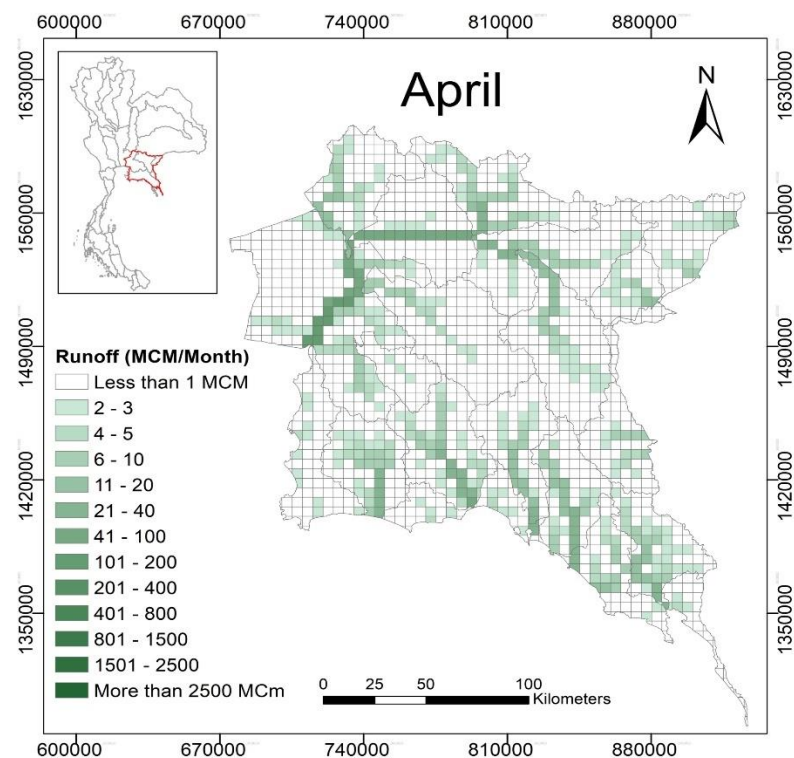 600000 670000 740000 810000 880000
April
N
1630000 1630000
1560000 1560000
1490000 1490000
1420000 1420000
1350000 1350000
Runoff (MCM/Month)
Less than 1 MCM
2 - 3
4 - 5
6 - 10
11 - 20
21 - 40
41 - 100
101 - 200
201 - 400
401 - 800
801 - 1500
1501 - 2500
More than 2500 MCm
0 25 50 100
Kilometers
600000 670000 740000 810000 880000